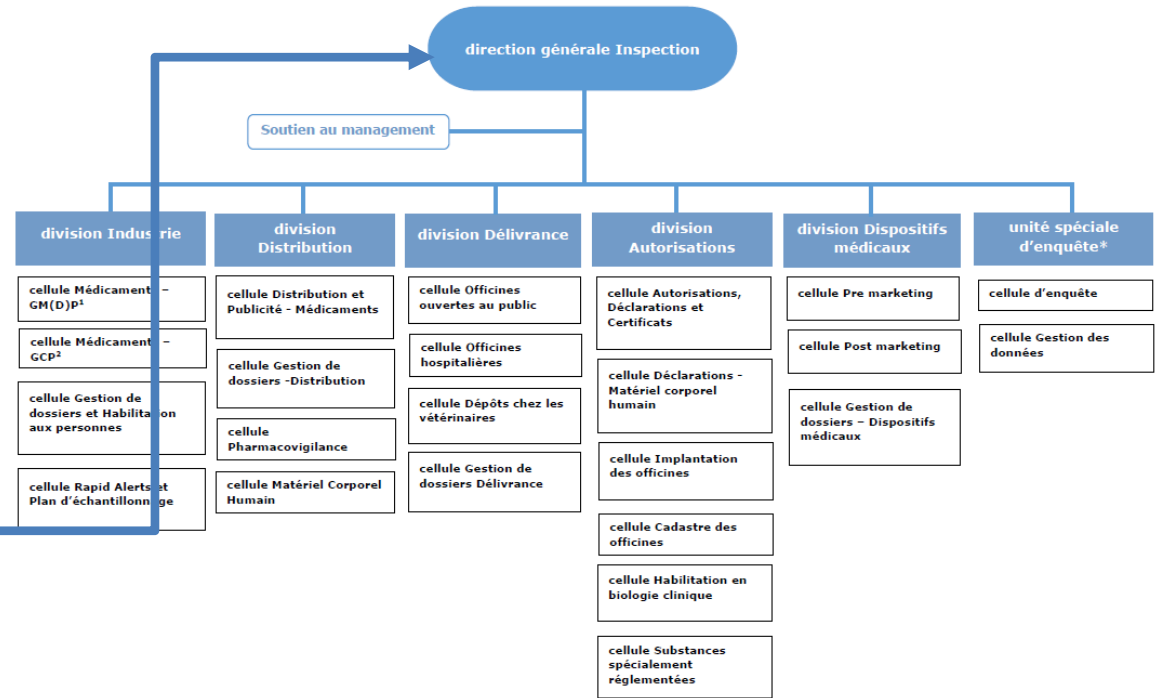 direction générale Inspection
Soutien au management
division Industrie
cellule Médicaments –
GM(D)P¹
cellule Médicaments –
GCP²
cellule Gestion de
dossiers et Habilitation
aux personnes
cellule Rapid Alerts et
Plan d'échantillonnage
division
Distribution
cellule Distribution et
Publicité - Médicaments
cellule Gestion de
dossiers -Distribution
cellule
Pharmacovigilance
cellule Matériel Corporel
Humain
division Délivrance
cellule Officines
ouvertes au public
cellule Officines
hospitalières
cellule Dépôts chez les
vétérinaires
cellule Gestion de
dossiers Délivrance
division
Autorisations
cellule Autorisations,
Déclarations et
Certificats
cellule Déclarations -
Matériel corporel
humain
cellule Implantation
des officines
cellule Cadastre des
officines
cellule Habilitation en
biologie clinique
cellule Substances
spécialement
réglementées
division Dispositifs
médicaux
cellule Pre marketing
cellule Post marketing
cellule Gestion de
dossiers – Dispositifs
médicaux
unité spéciale
d'enquête*
cellule d'enquête
cellule Gestion des
données